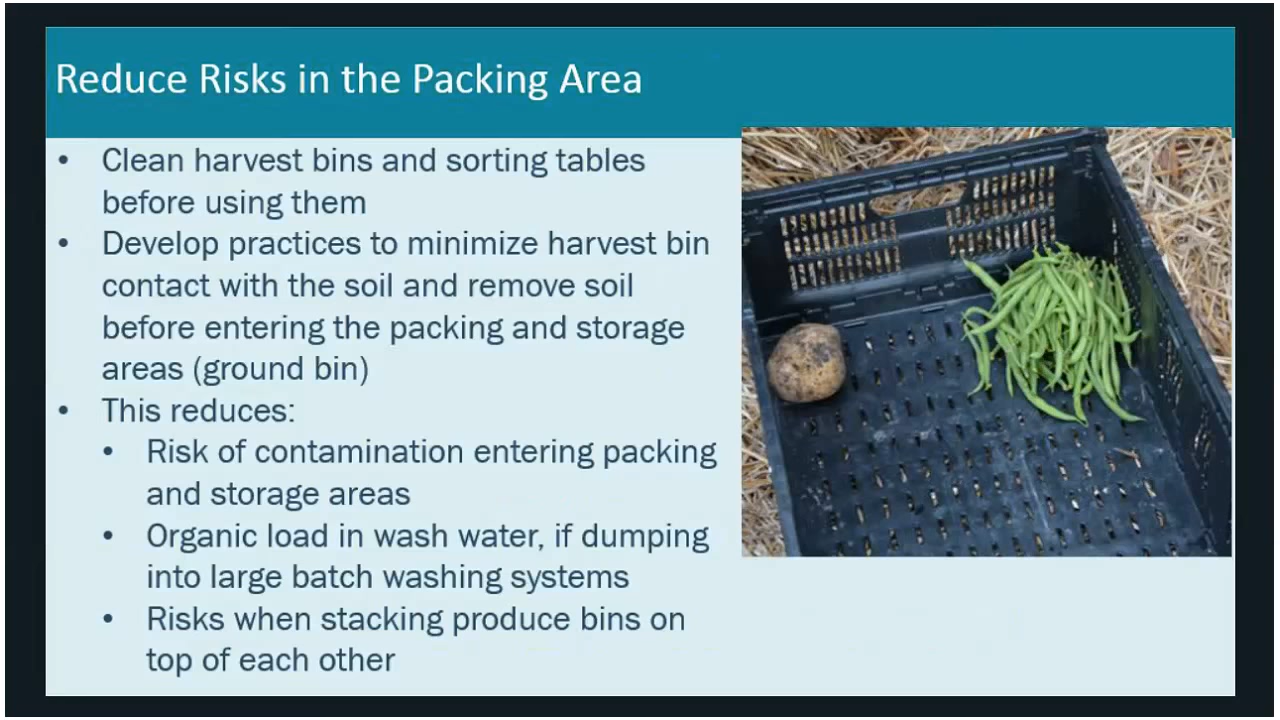 Reduce Risks in the Packing Area
• Clean harvest bins and sorting tables
before using them
• Develop practices to minimize harvest bin
contact with the soil and remove soil
before entering the packing and storage
areas (ground bin)
• This reduces:
• Risk of contamination entering packing
and storage areas
• Organic load in wash water, if dumping
into large batch washing systems
• Risks when stacking produce bins on
top of each other